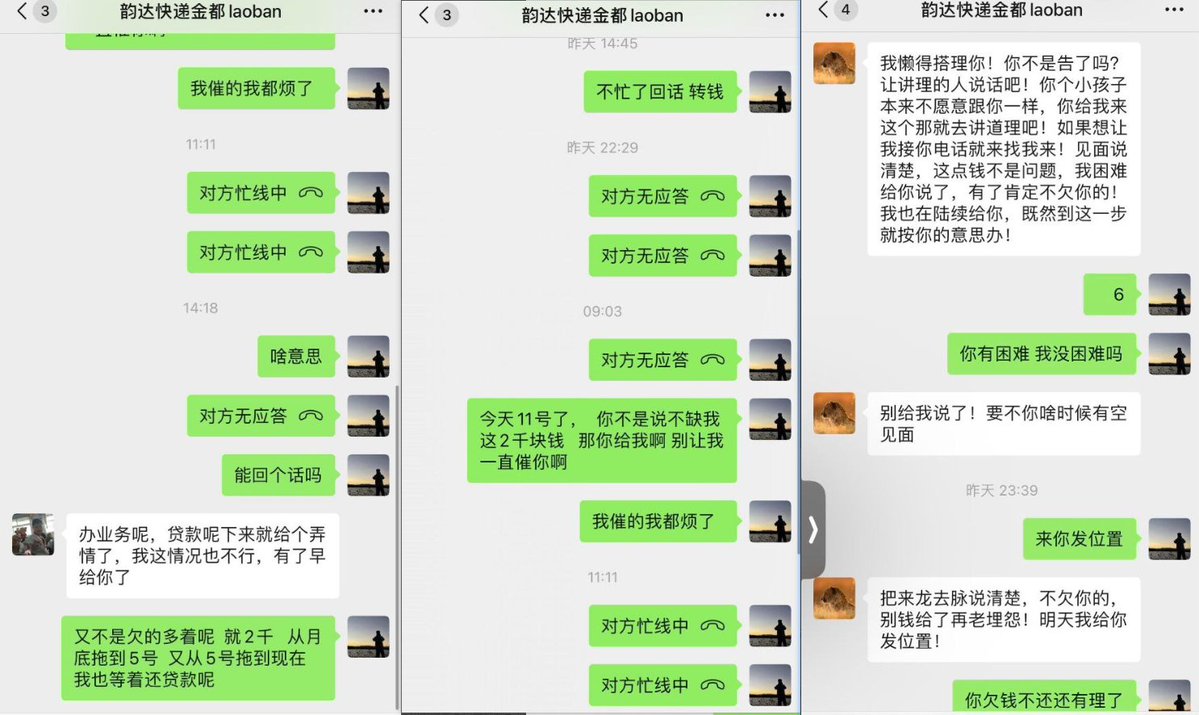 3
韵达快递金都laoban
我催的我都烦了
11:11
对方忙线中
对方忙线中
14:18
啥意思
对方无应答
能回个话吗
办业务呢，贷款呢下来就给个弄
情了，我这情况也不行，有了早
给你了
又不是欠的多着呢 就2千 从月
底拖到5号 又从5号拖到现在
我也等着还贷款呢
3
韵达快递金都laoban
昨天 14:45
不忙了回话 转钱
昨天 22:29
对方无应答
对方无应答
09:03
对方无应答
今天11号了， 你不是说不缺我
这2千块钱 那你给我啊 别让我
一直催你啊
我催的我都烦了
11:11
对方忙线中
对方忙线中
4
韵达快递金都laoban
我懒得搭理你！你不是告了吗？
让讲理的人说话吧！你个小孩子
本来不愿意跟你一样，你给我来
这个那就去讲道理吧！如果想让
我接你电话就来找我来！见面说
清楚，这点钱不是问题，我困难
给你说了，有了肯定不欠你的！
我也在陆续给你，既然到这一步
就按你的意思办！
6
你有困难 我没困难吗
别给我说了！要不你啥时候有空
见面
昨天 23:39
来你发位置
把来龙去脉说清楚，不欠你的，
别钱给了再老埋怨！明天我给你
发位置！
你欠钱不还还有理了